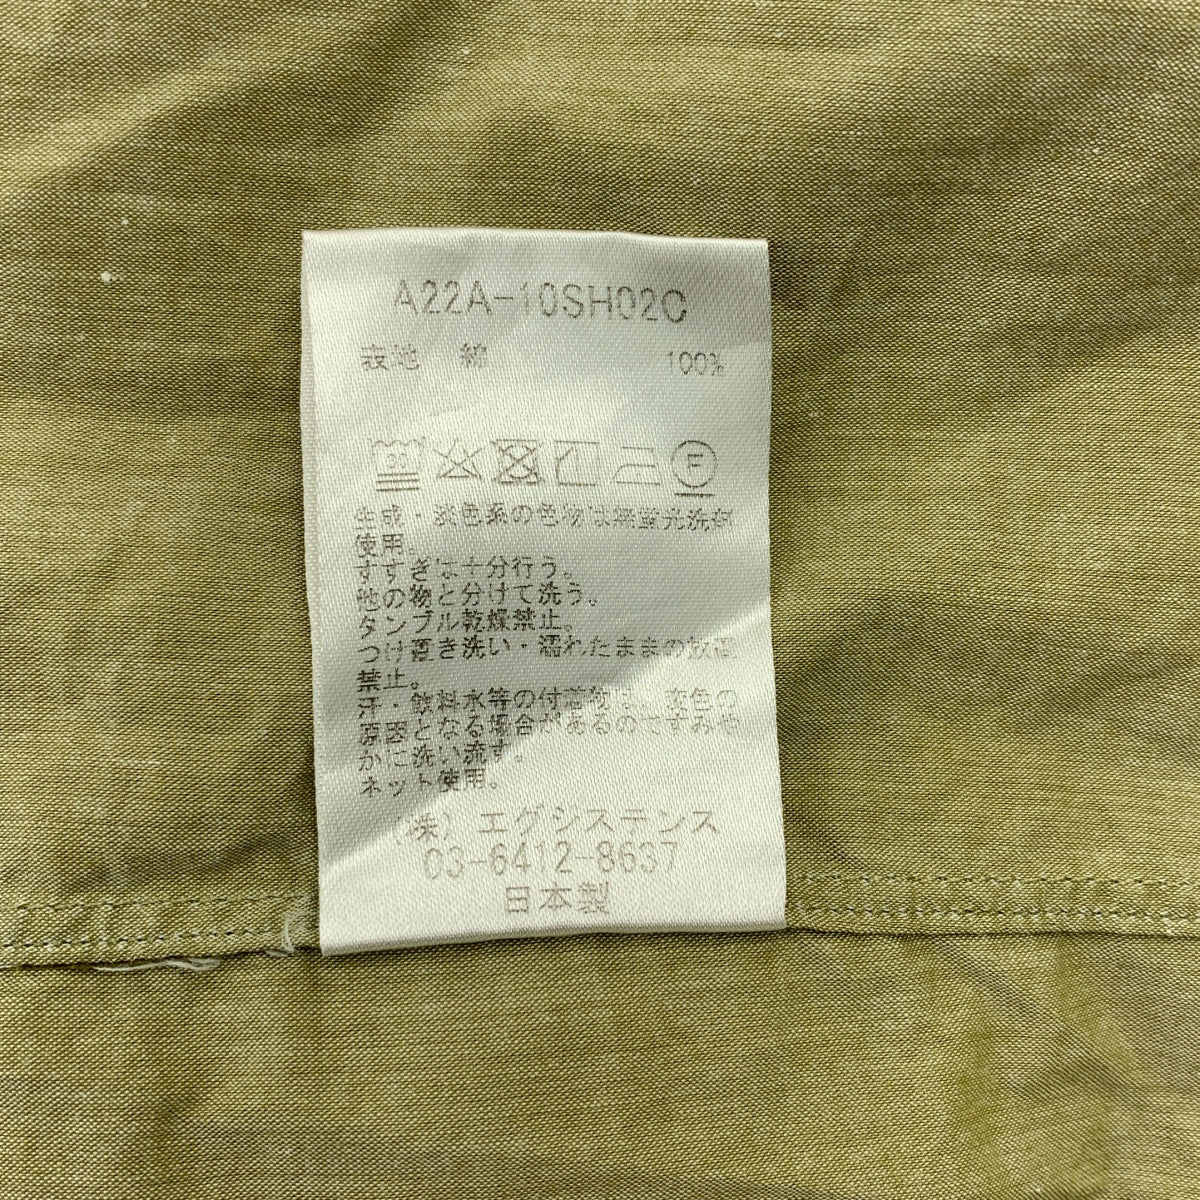 A22A-10SH02C
表地 綿 100%
30
F
生成・淡色系の色物は無蛍光洗剤
使用。
すすぎは十分行う。
他の物と分けて洗う。
タンブル乾燥禁止。
つけ置き洗い・濡れたままの放置
禁止。
汗・飲料水等の付着物は、変色の
原因となる場合があるのですみや
かに洗い流す。
ネット使用。
(株) エグジステンス
03-6412-8637
日本製